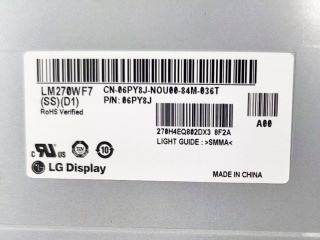 LM270WF7
(SS)(D1)
RoHS Verified
CN-06PY8J-NOU00-84M-036T
P/N: 06PY8J
270H4EQ802DX3 8F2A
A00
LIGHT GUIDE : >SMMA<
LG Display
MADE IN CHINA